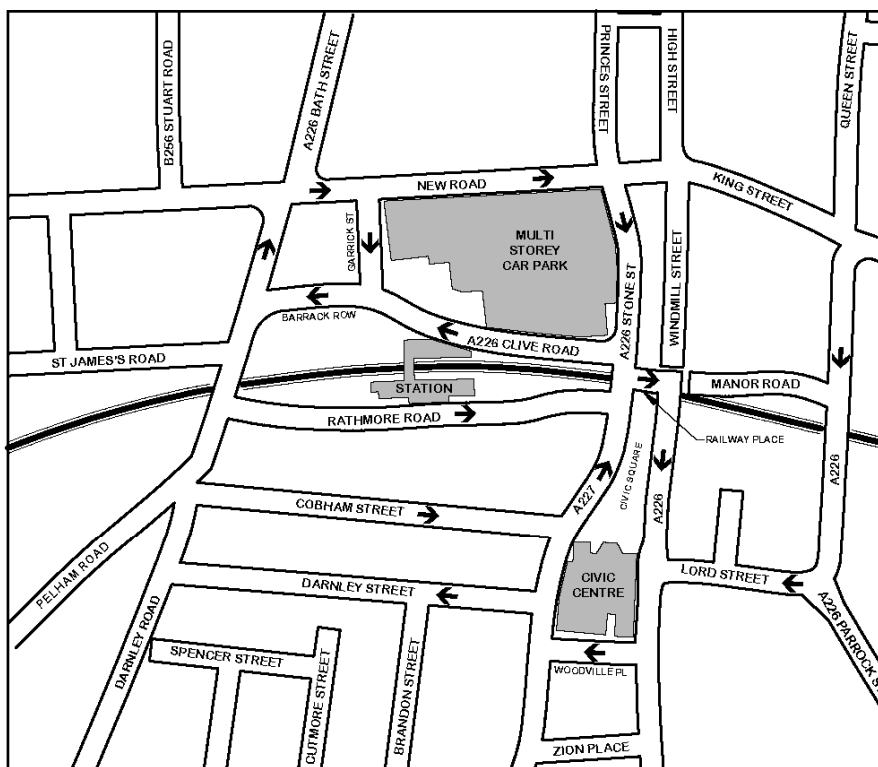 B256 STUART ROAD
A226 BATH STREET
PRINCES STREET
HIGH STREET
QUEEN STREET
NEW ROAD
KING STREET
GARRICK ST
MULTI
STOREY
CAR PARK
A226 STONE ST
WINDMILL STREET
BARRACK ROW
A226 CLIVE ROAD
ST JAMES'S ROAD
STATION
MANOR ROAD
RATHMORE ROAD
RAILWAY PLACE
CIVIC SQUARE
A227
A226
A226
COBHAM STREET
PELHAM ROAD
DARNLEY STREET
CIVIC
CENTRE
LORD STREET
A226 PARROCK ST
DARNLEY ROAD
SPENCER STREET
CUTMORE STREET
BRANDON STREET
WOODVILLE PL
ZION PLACE